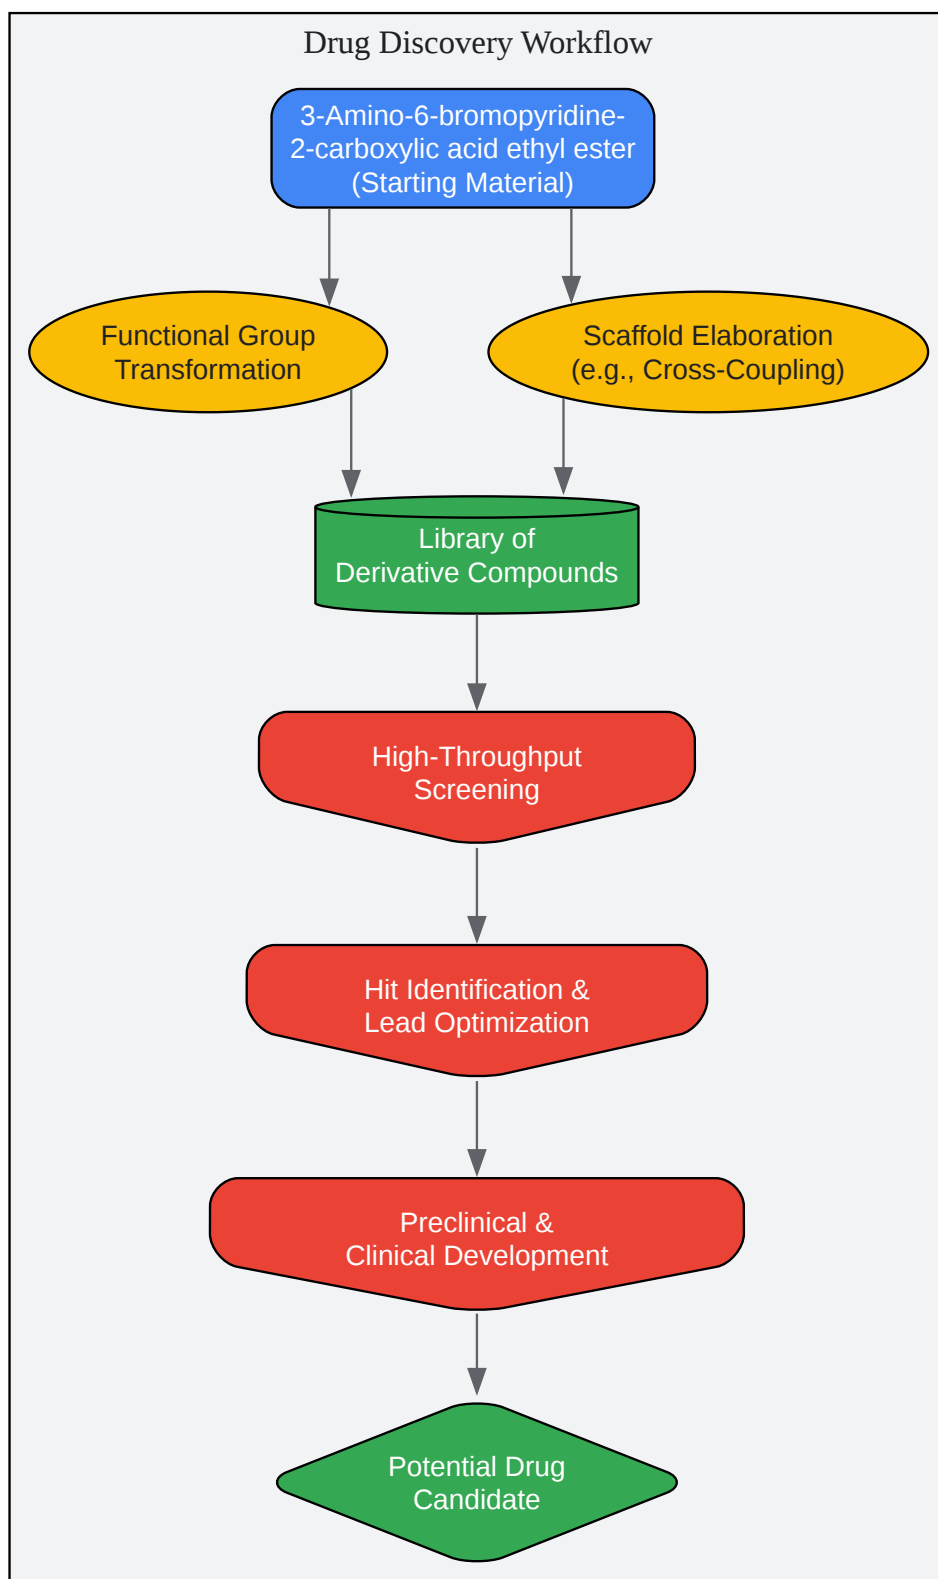 Drug Discovery Workflow
3-Amino-6-bromopyridine-
2-carboxylic acid ethyl ester
(Starting Material)
Functional Group
Transformation
Scaffold Elaboration
(e.g., Cross-Coupling)
Library of
Derivative Compounds
High-Throughput
Screening
Hit Identification &
Lead Optimization
Preclinical &
Clinical Development
Potential Drug
Candidate